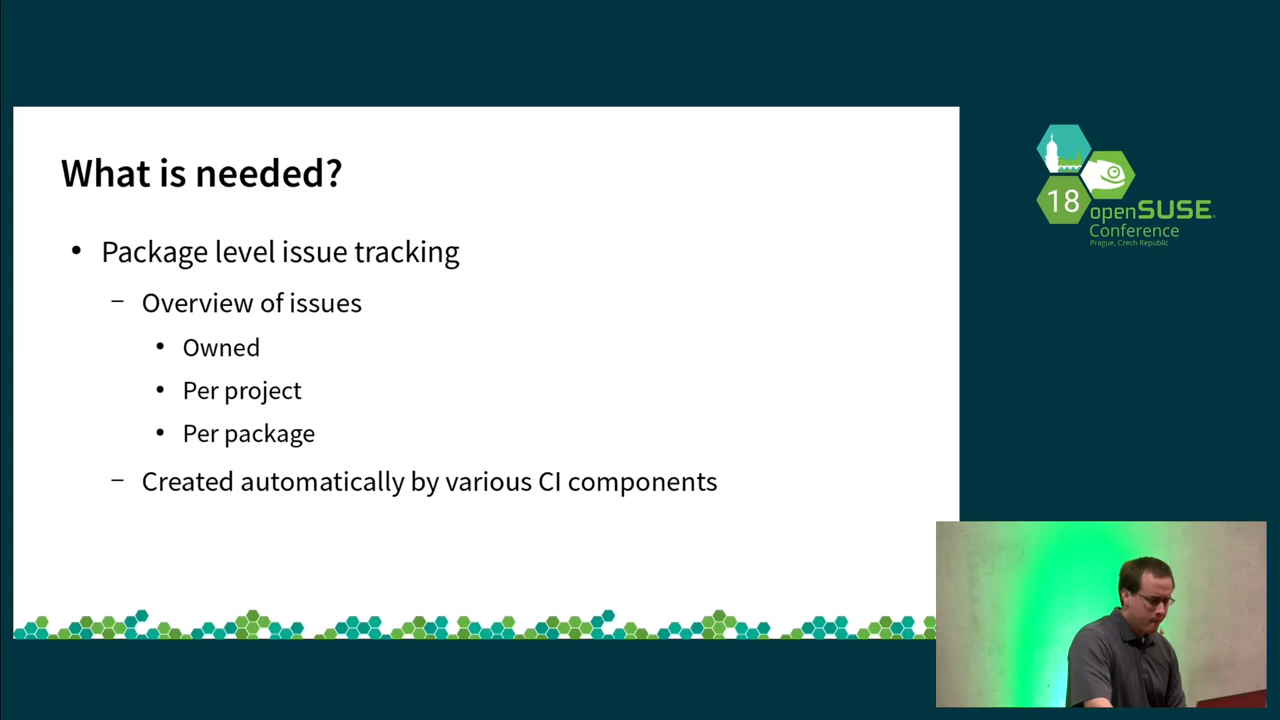 What is needed?
• Package level issue tracking
– Overview of issues
• Owned
• Per project
• Per package
– Created automatically by various CI components
18
openSUSE
Conference
Prague, Czech Republic